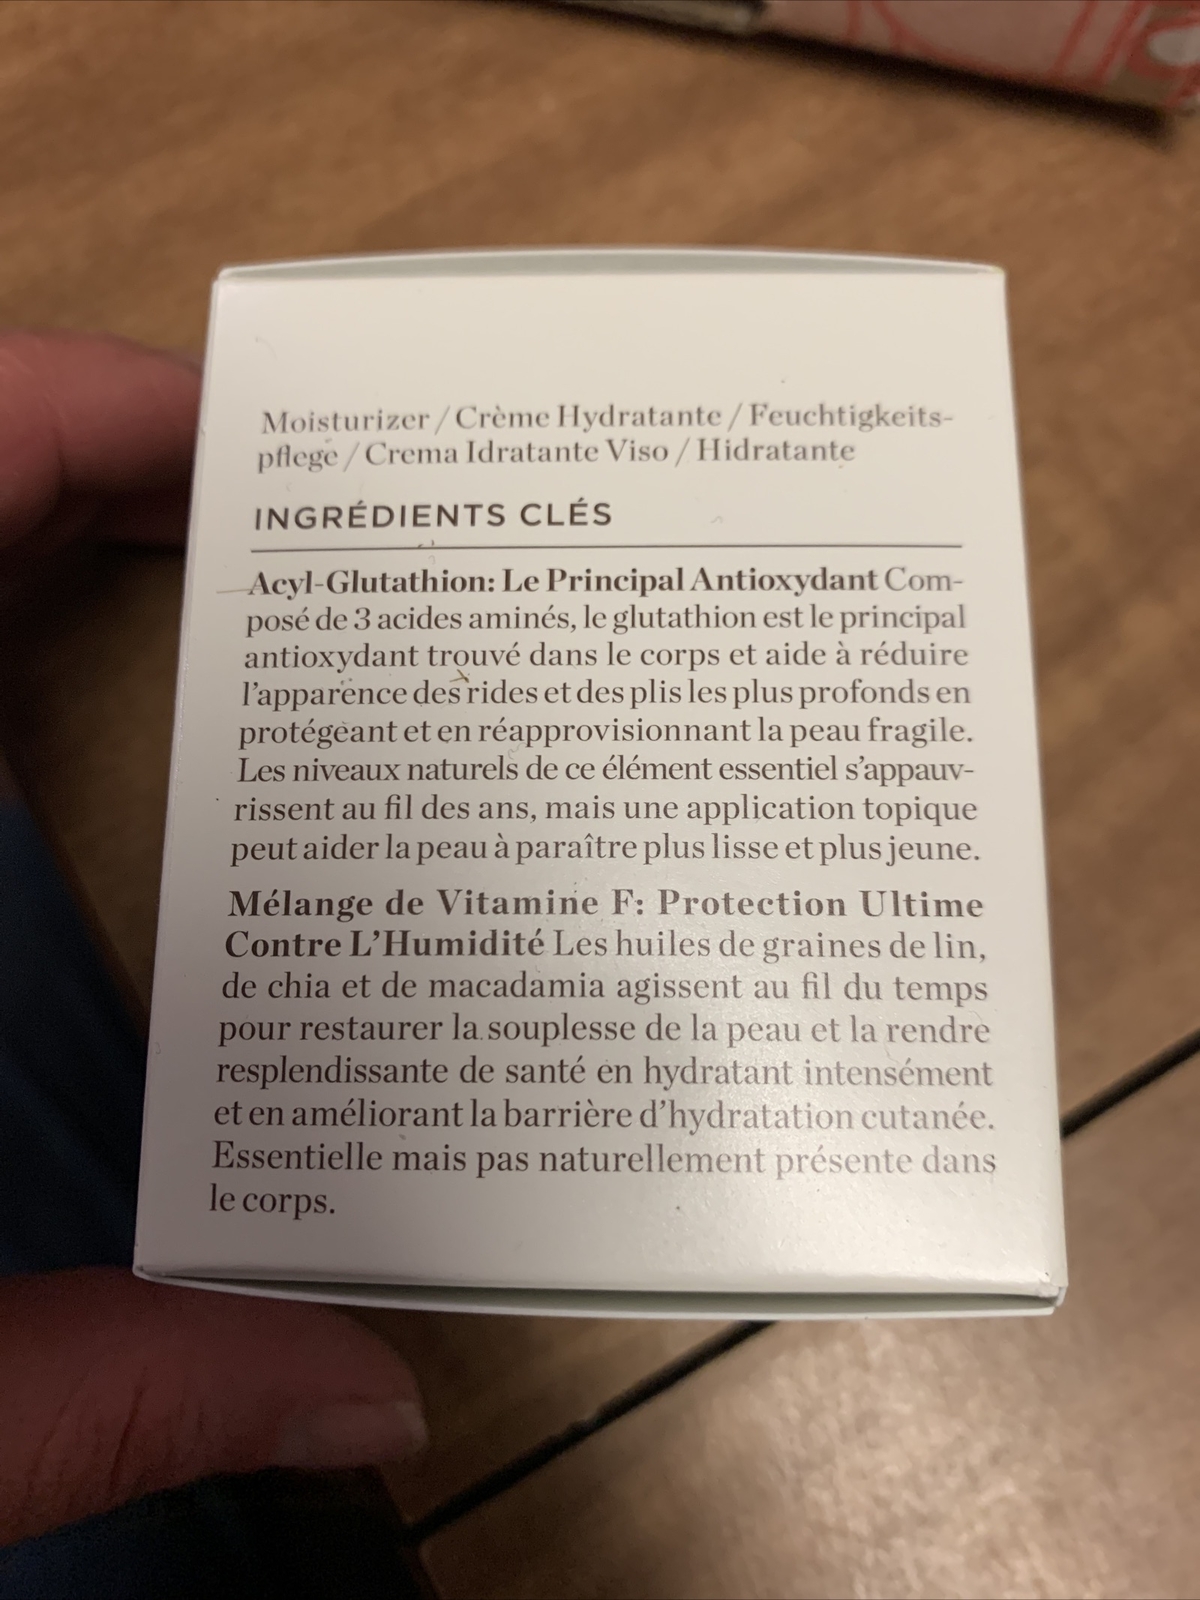 Moisturizer / Crème Hydratante / Feuchtigkeits-
pflege / Crema Idratante Viso / Hidratante
INGRÉDIENTS CLÉS
Acyl-Glutathion: Le Principal Antioxydant Com-
posé de 3 acides aminés, le glutathion est le principal
antioxydant trouvé dans le corps et aide à réduire
l'apparence des rides et des plis les plus profonds en
protégeant et en réapprovisionnant la peau fragile.
Les niveaux naturels de ce élément essentiel s'appauv-
rissent au fil des ans, mais une application topique
peut aider la peau à paraître plus lisse et plus jeune.
Mélange de Vitamine F: Protection Ultime
Contre L'Humidité Les huiles de graines de lin,
de chia et de macadamia agissent au fil du temps
pour restaurer la souplesse de la peau et la rendre
resplendissante de santé en hydratant intensément
et en améliorant la barrière d'hydratation cutanée.
Essentielle mais pas naturellement présente dans
le corps.